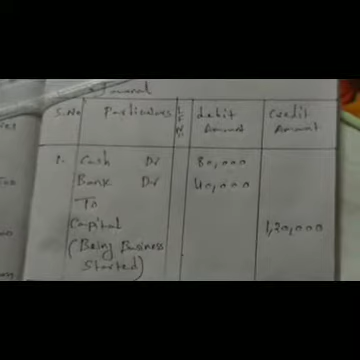 Journal
S.No Particulars L.F.No debit Amount Credit Amount
1. Cash Dr 80,000
Bank Dr 40,000
To
Capital 1,20,000
(Being Business
Started)